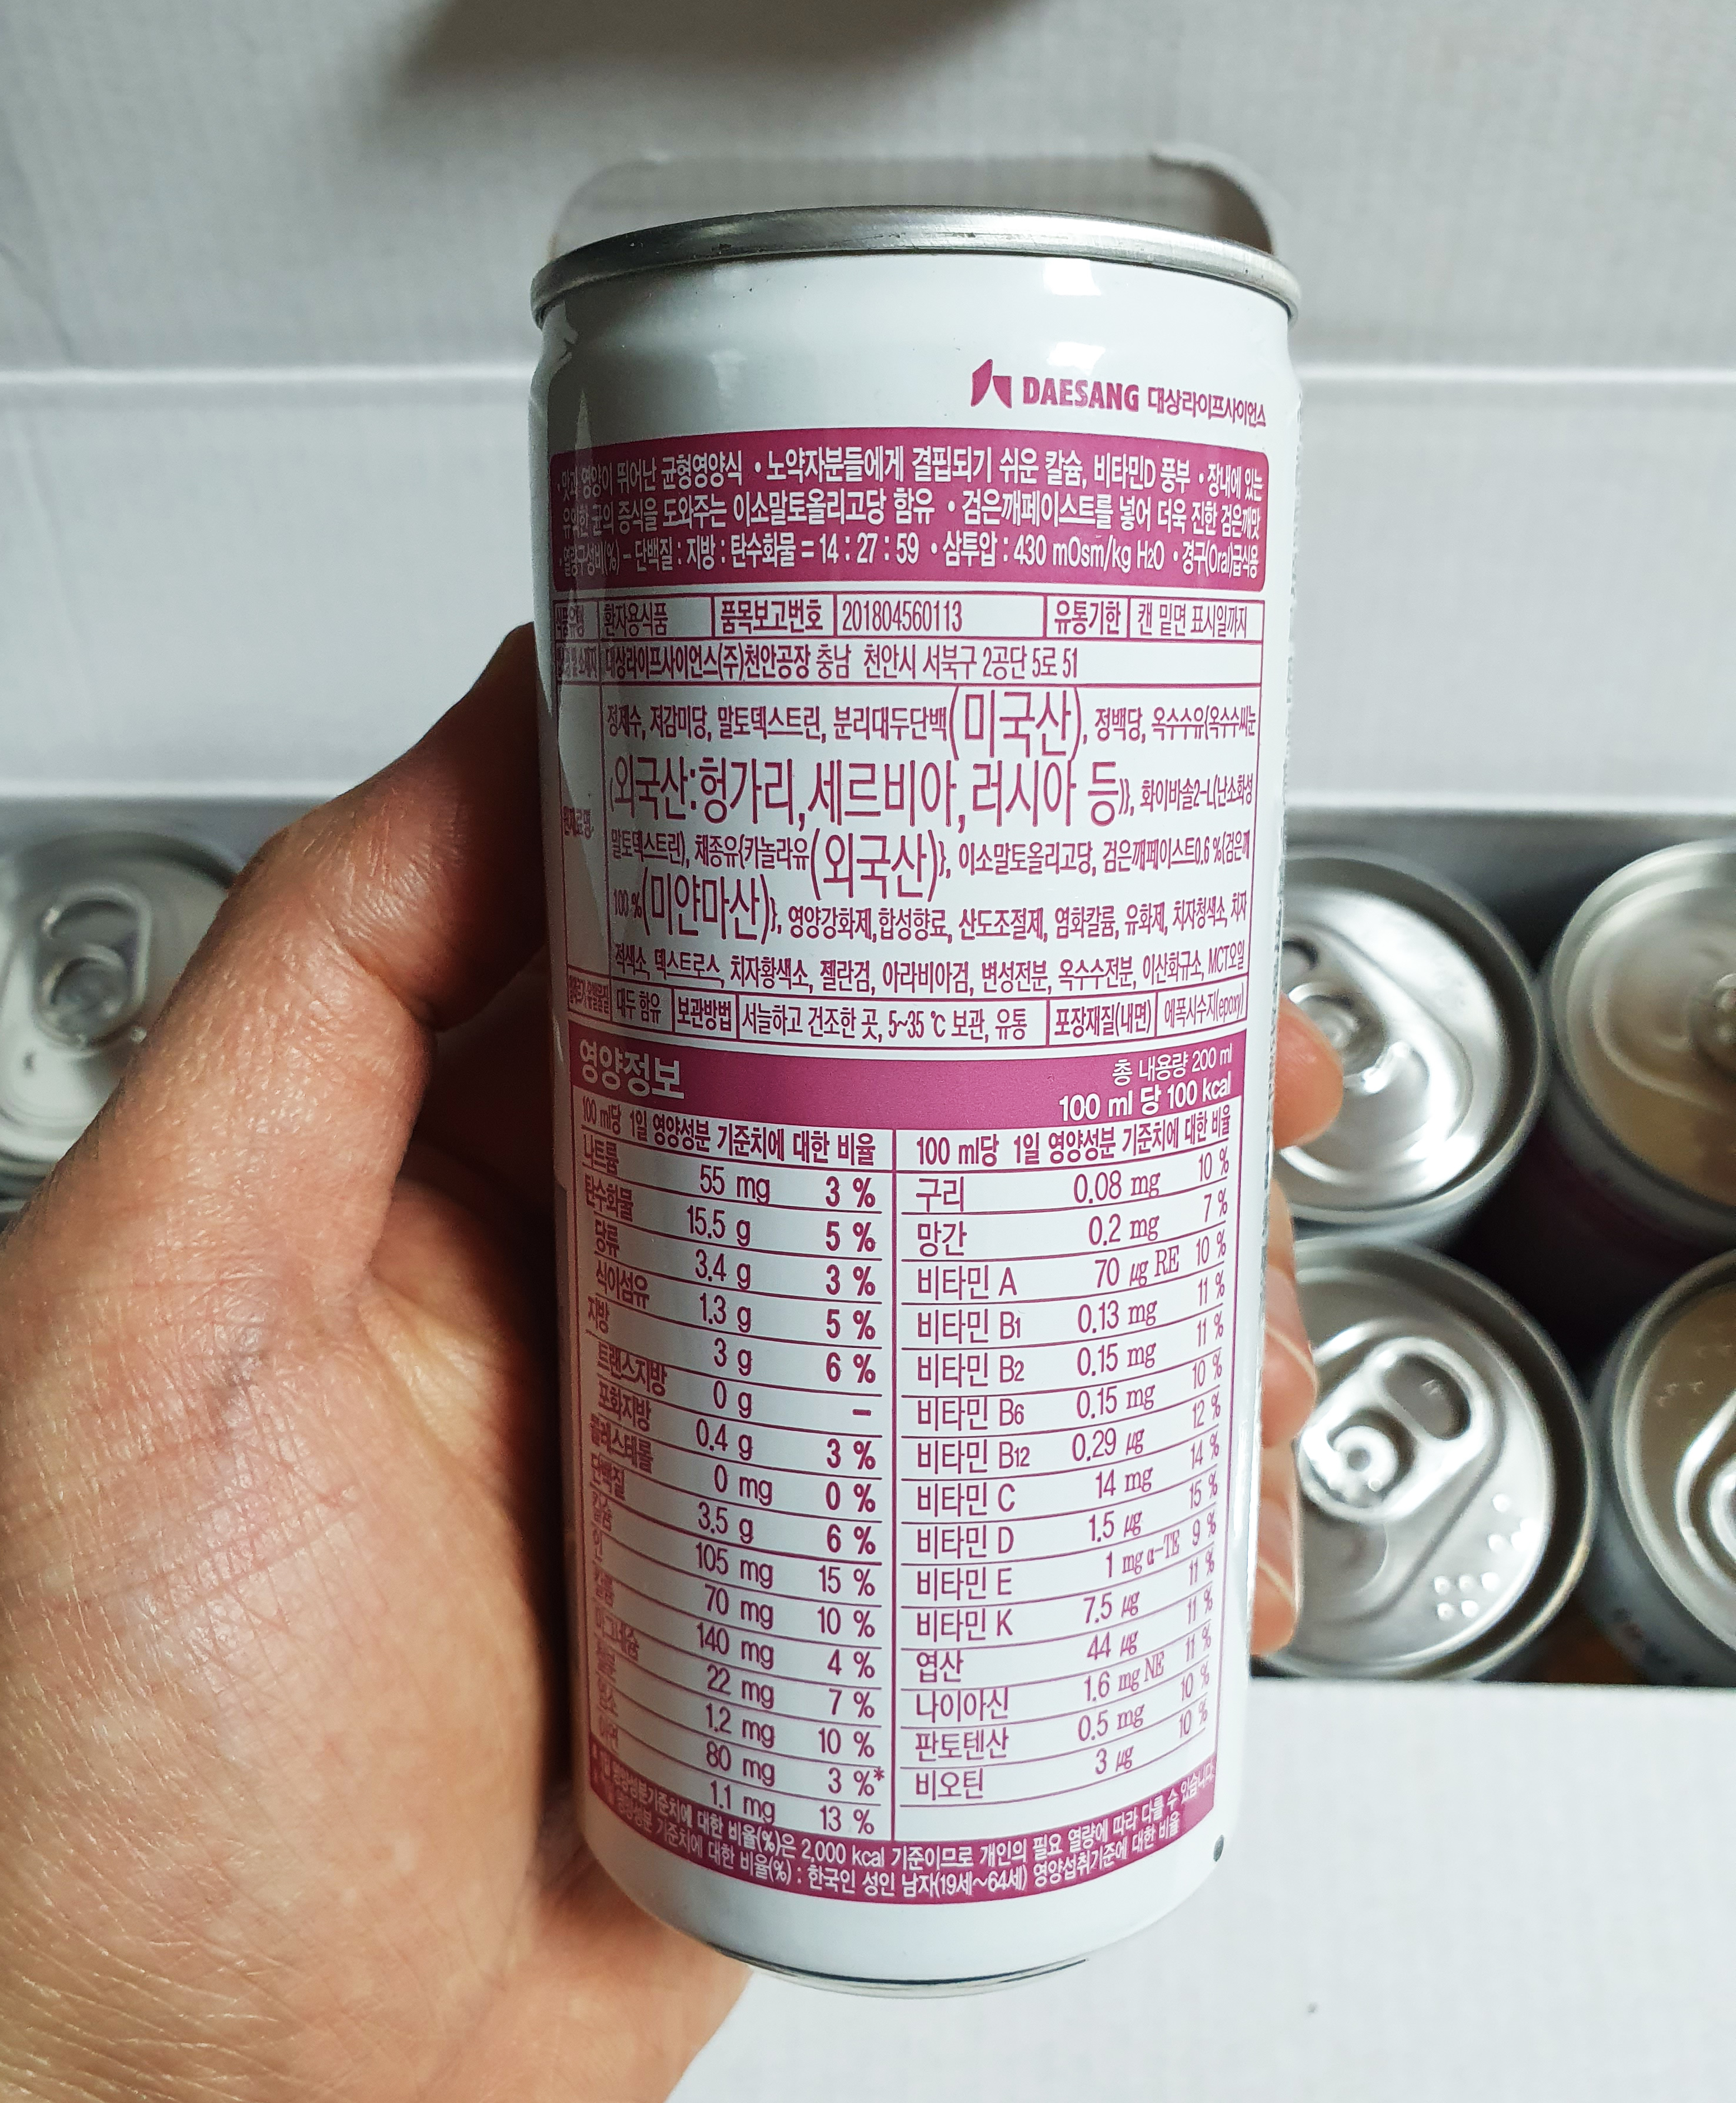 DAESANG 대상라이프사이언스
• 맛과 영양이 뛰어난 균형영양식 • 노약자분들에게 결핍되기 쉬운 칼슘, 비타민D 풍부 • 장내에 있는
유익한 균의 증식을 도와주는 이소말토올리고당 함유 • 검은깨페이스트를 넣어 더욱 진한 검은깨맛
• 열량구성비(%) – 단백질 : 지방 : 탄수화물 = 14 : 27 : 59 • 삼투압 : 430 mOsm/kg H2O • 경구(Oral)급식용
식품유형 환자용식품 품목보고번호 201804560113 유통기한 캔 밑면 표시일까지
대상라이프사이언스(주)천안공장 충남 천안시 서북구 2공단 5로 51
정제수, 저감미당, 말토덱스트린, 분리대두단백(미국산), 정백당, 옥수수유{옥수수씨눈
(외국산:헝가리,세르비아,러시아 등)}, 화이바솔2-L(난소화성
원재료명 말토덱스트린), 채종유{카놀라유(외국산)}, 이소말토올리고당, 검은깨페이스트0.6 %{검은깨
100 %(미얀마산)}, 영양강화제, 합성향료, 산도조절제, 염화칼륨, 유화제, 치자청색소, 치자
적색소, 덱스트로스, 치자황색소, 젤란검, 아라비아검, 변성전분, 옥수수전분, 이산화규소, MCT오일
대두 함유 보관방법 서늘하고 건조한 곳, 5~35 ℃ 보관, 유통 포장재질(내면) 에폭시수지(epoxy)
영양정보 총 내용량 200 ml
100 ml 당 100 kcal
100 ml당 1일 영양성분 기준치에 대한 비율
나트륨 55 mg 3 %
탄수화물 15.5 g 5 %
당류 3.4 g 3 %
식이섬유 1.3 g 5 %
지방 3 g 6 %
트랜스지방 0 g –
포화지방 0.4 g 3 %
콜레스테롤 0 mg 0 %
단백질 3.5 g 6 %
칼슘 105 mg 15 %
인 70 mg 10 %
칼륨 140 mg 4 %
마그네슘 22 mg 7 %
철분 1.2 mg 10 %
염소 80 mg 3 %*
아연 1.1 mg 13 %
100 ml당 1일 영양성분 기준치에 대한 비율
구리 0.08 mg 10 %
망간 0.2 mg 7 %
비타민 A 70 μg RE 10 %
비타민 B1 0.13 mg 11 %
비타민 B2 0.15 mg 11 %
비타민 B6 0.15 mg 10 %
비타민 B12 0.29 μg 12 %
비타민 C 14 mg 14 %
비타민 D 1.5 μg 15 %
비타민 E 1 mg α-TE 9 %
비타민 K 7.5 μg 11 %
엽산 44 μg 11 %
나이아신 1.6 mg NE 11 %
판토텐산 0.5 mg 10 %
비오틴 3 μg 10 %
영양성분기준치에 대한 비율(%)은 2,000 kcal 기준이므로 개인의 필요 열량에 따라 다를 수 있습니다.
영양성분 기준치에 대한 비율(%) : 한국인 성인 남자(19세~64세) 영양섭취기준에 대한 비율